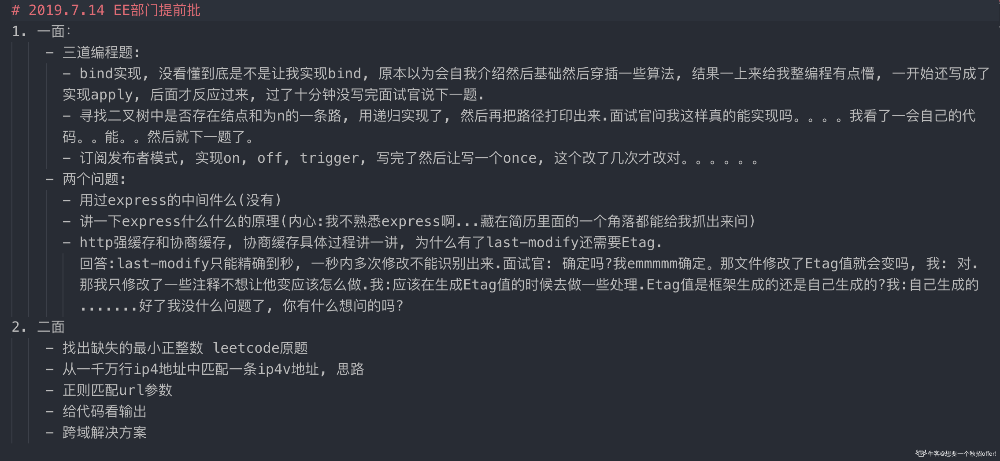 # 2019.7.14 EE部门提前批
1. 一面：
- 三道编程题：
- bind实现, 没看懂到底是不是让我实现bind, 原本以为会自我介绍然后基础然后穿插一些算法, 结果一上来给我整编程有点懵, 一开始还写成了
实现apply, 后面才反应过来, 过了十分钟没写完面试官说下一题.
- 寻找二叉树中是否存在结点和为n的一条路, 用递归实现了, 然后再把路径打印出来.面试官问我这样真的能实现吗。。。。我看了一会自己的代
码。。能。。然后就下一题了。
- 订阅发布者模式, 实现on, off, trigger, 写完了然后让写一个once, 这个改了几次才改对。。。。。。
- 两个问题:
- 用过express的中间件么(没有)
- 讲一下express什么什么的原理(内心:我不熟悉express啊...藏在简历里面的一个角落都能给我抓出来问)
- http强缓存和协商缓存, 协商缓存具体过程讲一讲, 为什么有了last-modify还需要Etag.
回答:last-modify只能精确到秒, 一秒内多次修改不能识别出来.面试官: 确定吗?我emmmmm确定。那文件修改了Etag值就会变吗, 我: 对.
那我只修改了一些注释不想让他变应该怎么做.我:应该在生成Etag值的时候去做一些处理.Etag值是框架生成的还是自己生成的?我:自己生成的
.......好了我没什么问题了, 你有什么想问的吗?
2. 二面
- 找出缺失的最小正整数 leetcode原题
- 从一千万行ip4地址中匹配一条ip4v地址, 思路
- 正则匹配url参数
- 给代码看输出
- 跨域解决方案
牛客@想要一个秋招offer!